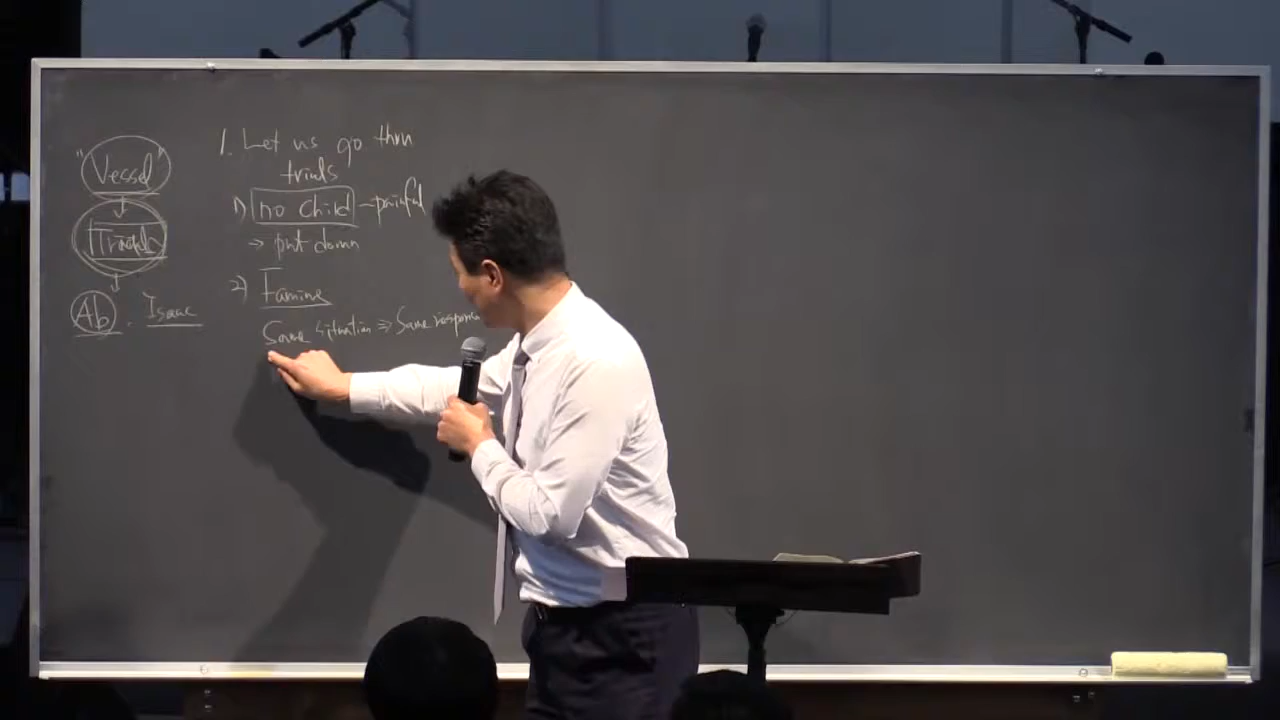 "Vessel"
Trials
Ab. Isaac
1. Let us go thru
trials
1) no child - painful
→ put down
2) Famine
Same situation ⇒ Same response